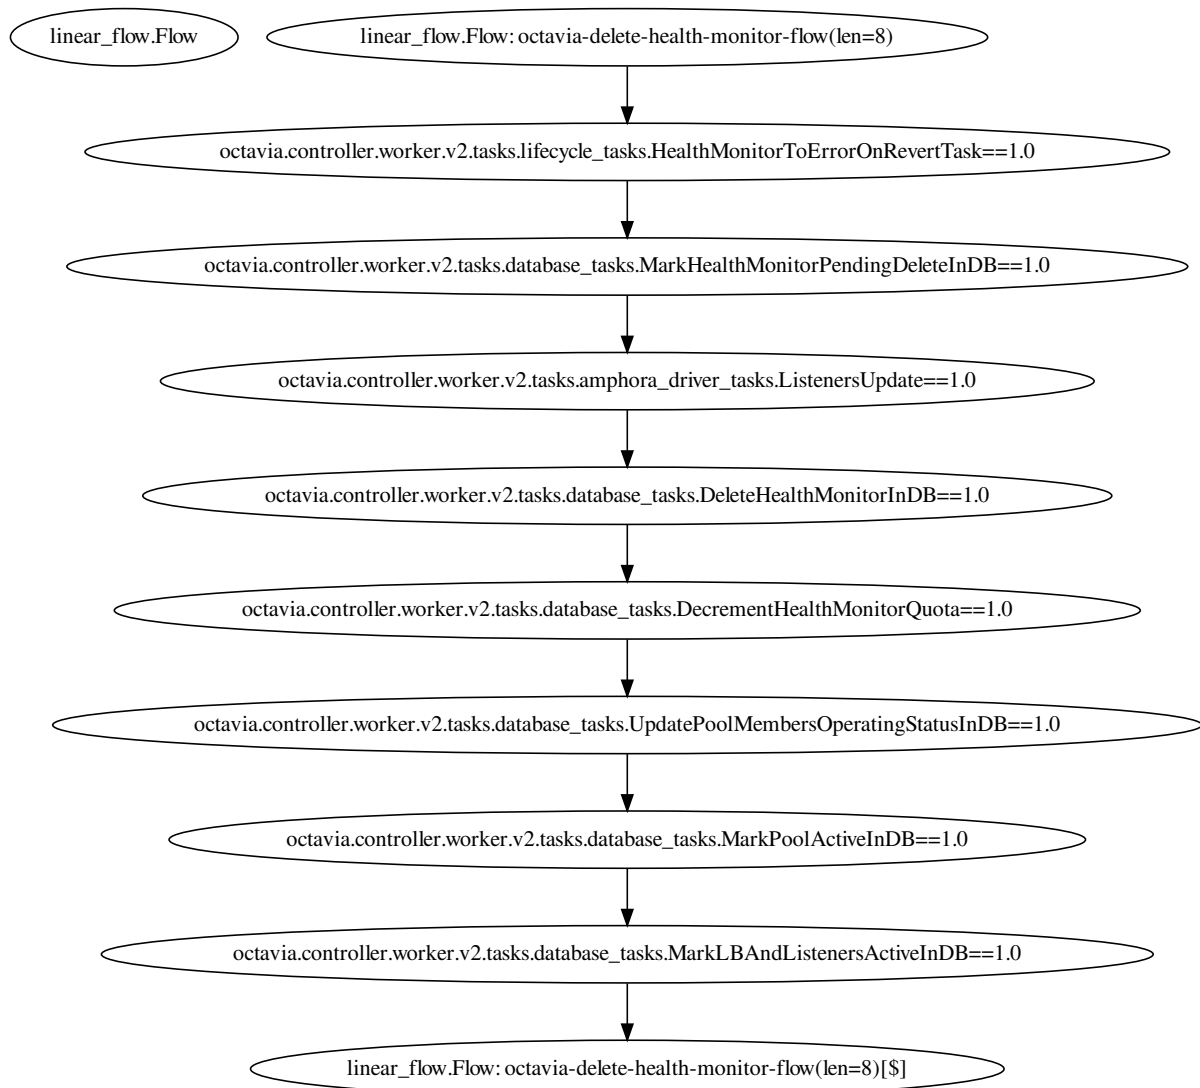 linear_flow.Flow
linear_flow.Flow: octavia-delete-health-monitor-flow(len=8)
octavia.controller.worker.v2.tasks.lifecycle_tasks.HealthMonitorToErrorOnRevertTask==1.0
octavia.controller.worker.v2.tasks.database_tasks.MarkHealthMonitorPendingDeleteInDB==1.0
octavia.controller.worker.v2.tasks.amphora_driver_tasks.ListenersUpdate==1.0
octavia.controller.worker.v2.tasks.database_tasks.DeleteHealthMonitorInDB==1.0
octavia.controller.worker.v2.tasks.database_tasks.DecrementHealthMonitorQuota==1.0
octavia.controller.worker.v2.tasks.database_tasks.UpdatePoolMembersOperatingStatusInDB==1.0
octavia.controller.worker.v2.tasks.database_tasks.MarkPoolActiveInDB==1.0
octavia.controller.worker.v2.tasks.database_tasks.MarkLBAndListenersActiveInDB==1.0
linear_flow.Flow: octavia-delete-health-monitor-flow(len=8)[$]